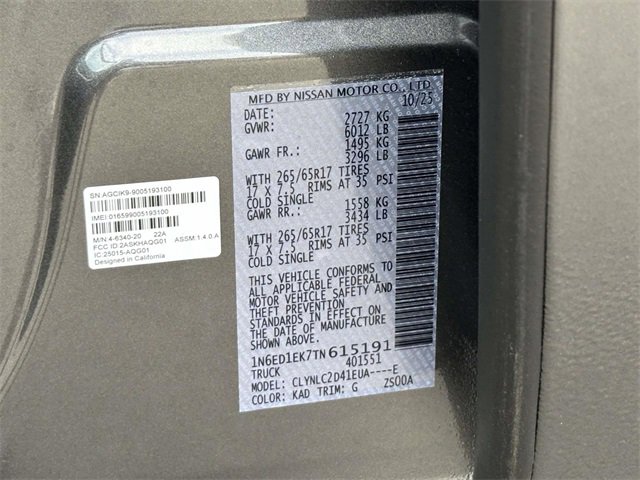 SN:AGCIK9-9005193100
IMEI:016599005193100
M/N:4-6340-20 22A
FCC ID:2ASKHAQG01 ASSM:1.4.0.A
IC:25015-AQG01
Designed in California
MFD BY NISSAN MOTOR CO., LTD.
DATE: 10/25
GVWR: 2727 KG
6012 LB
GAWR FR.: 1495 KG
3296 LB
WITH 265/65R17 TIRES
17 X 7.5 RIMS AT 35 PSI
COLD SINGLE
GAWR RR.: 1558 KG
3434 LB
WITH 265/65R17 TIRES
17 X 7.5 RIMS AT 35 PSI
COLD SINGLE
THIS VEHICLE CONFORMS TO
ALL APPLICABLE FEDERAL
MOTOR VEHICLE SAFETY AND
THEFT PREVENTION
STANDARDS IN EFFECT ON
THE DATE OF MANUFACTURE
1N6ED1EK7TN615191
TRUCK 401551
MODEL: CLYNLC2D41EUA----E
COLOR: KAD TRIM: G ZS00A